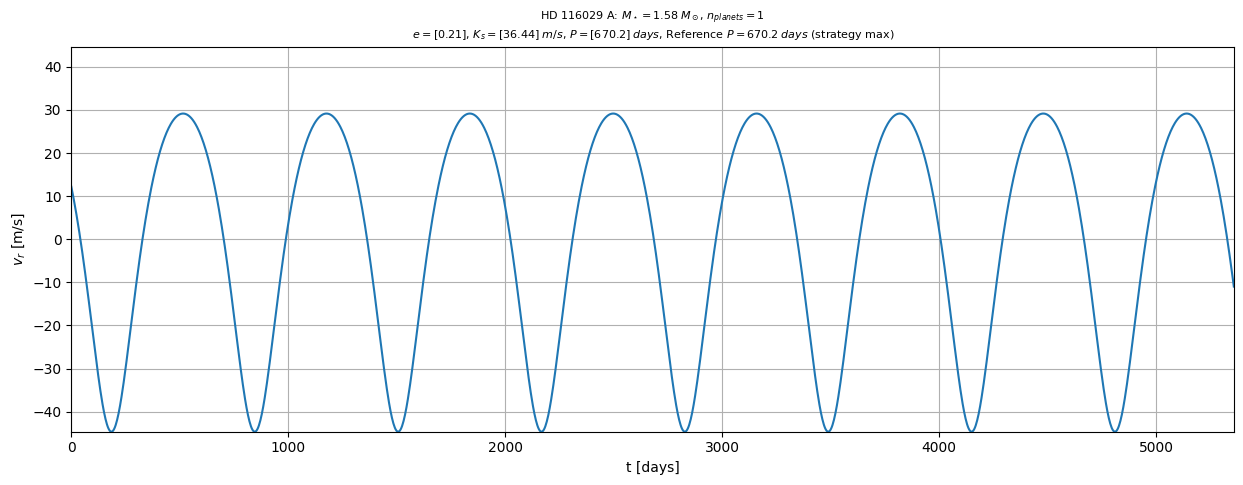 HD 116029 A: $M_\star = 1.58\ M_\odot$, $n_{planets} = 1$
$e = [0.21]$, $K_s = [36.44]\ m/s$, $P = [670.2]\ days$, Reference $P = 670.2\ days$ (strategy max)
40
30
20
10
0
−10
−20
−30
−40
$v_r$ [m/s]
0 1000 2000 3000 4000 5000
t [days]